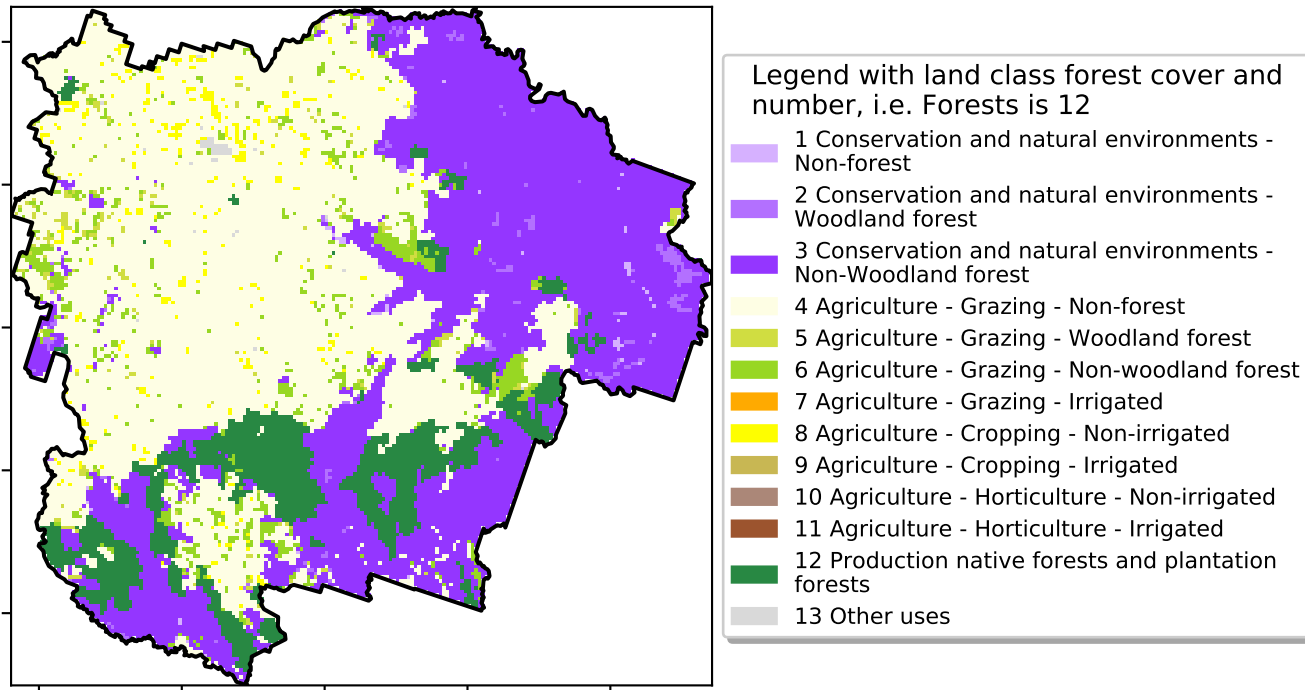 Legend with land class forest cover and
number, i.e. Forests is 12
1 Conservation and natural environments -
Non-forest
2 Conservation and natural environments -
Woodland forest
3 Conservation and natural environments -
Non-Woodland forest
4 Agriculture - Grazing - Non-forest
5 Agriculture - Grazing - Woodland forest
6 Agriculture - Grazing - Non-woodland forest
7 Agriculture - Grazing - Irrigated
8 Agriculture - Cropping - Non-irrigated
9 Agriculture - Cropping - Irrigated
10 Agriculture - Horticulture - Non-irrigated
11 Agriculture - Horticulture - Irrigated
12 Production native forests and plantation
forests
13 Other uses